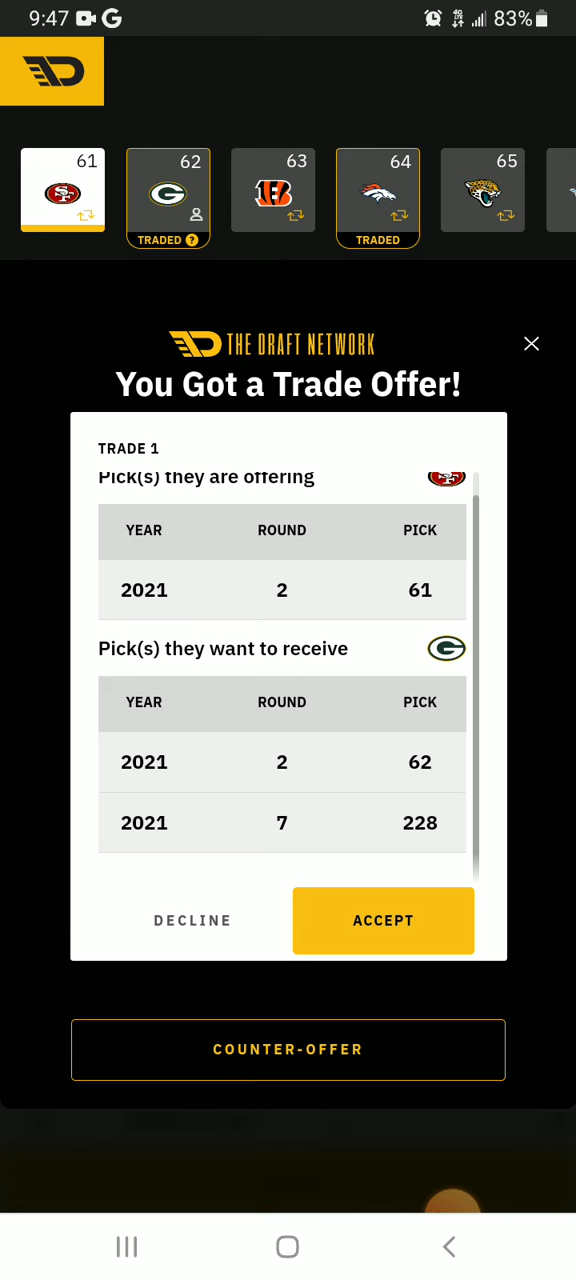 9:47 G 4G 83%
61 62 63 64 65
TRADED ? TRADED
THE DRAFT NETWORK
You Got a Trade Offer!
TRADE 1
Pick(s) they are offering
YEAR ROUND PICK
2021 2 61
Pick(s) they want to receive
YEAR ROUND PICK
2021 2 62
2021 7 228
DECLINE ACCEPT
COUNTER-OFFER